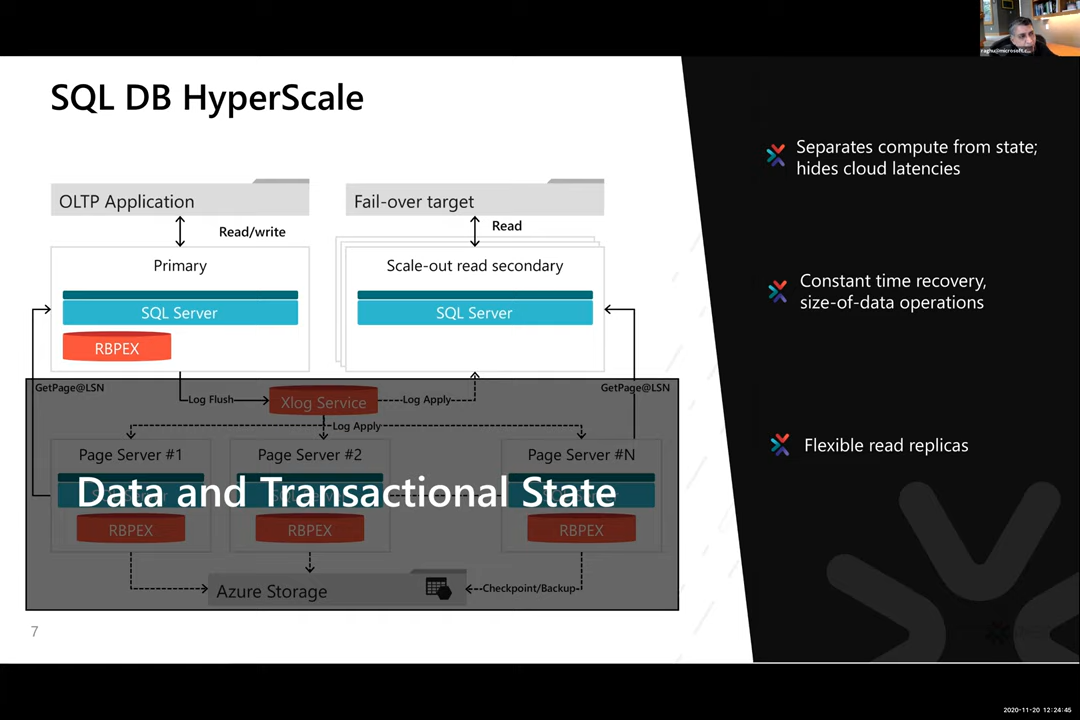 raghu@microsoft.c...
SQL DB HyperScale
OLTP Application
Fail-over target
Read/write
Read
Primary
Scale-out read secondary
SQL Server
SQL Server
RBPEX
GetPage@LSN
GetPage@LSN
Log Flush
Xlog Service
Log Apply
Log Apply
Page Server #1
Page Server #2
Page Server #N
Data and Transactional State
RBPEX
RBPEX
RBPEX
Azure Storage
Checkpoint/Backup
7
Separates compute from state;
hides cloud latencies
Constant time recovery,
size-of-data operations
Flexible read replicas
2020-11-20 12:24:45